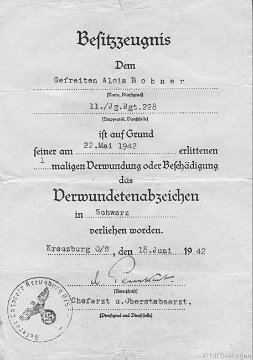 Besitzzeugnis
Dem
Gefreiten Alois Bohner
(Name, Dienstgrad)
11./Jg.Rgt.228
(Truppenteil, Dienststelle)
ist auf Grund
seiner am 22.Mai 1942 erlittenen
1 maligen Verwundung oder Beschädigung
das
Verwundetenabzeichen
in Schwarz
verliehen worden.
Kreuzburg O/S, den 18.Juni 1942
(Unterschrift)
Chefarzt u.Oberstabsarzt.
(Dienstgrad und Dienststelle)